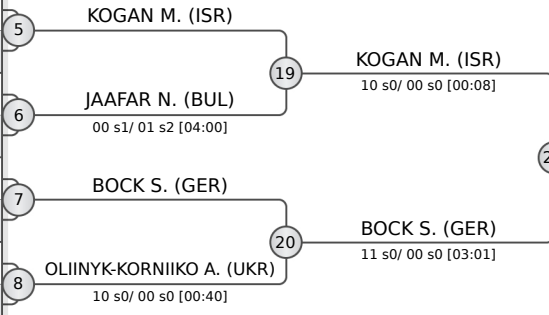 5
KOGAN M. (ISR)
19
KOGAN M. (ISR)
10 s0/ 00 s0 [00:08]
6
JAAFAR N. (BUL)
00 s1/ 01 s2 [04:00]
7
BOCK S. (GER)
20
BOCK S. (GER)
11 s0/ 00 s0 [03:01]
8
OLIINYK-KORNIIKO A. (UKR)
10 s0/ 00 s0 [00:40]